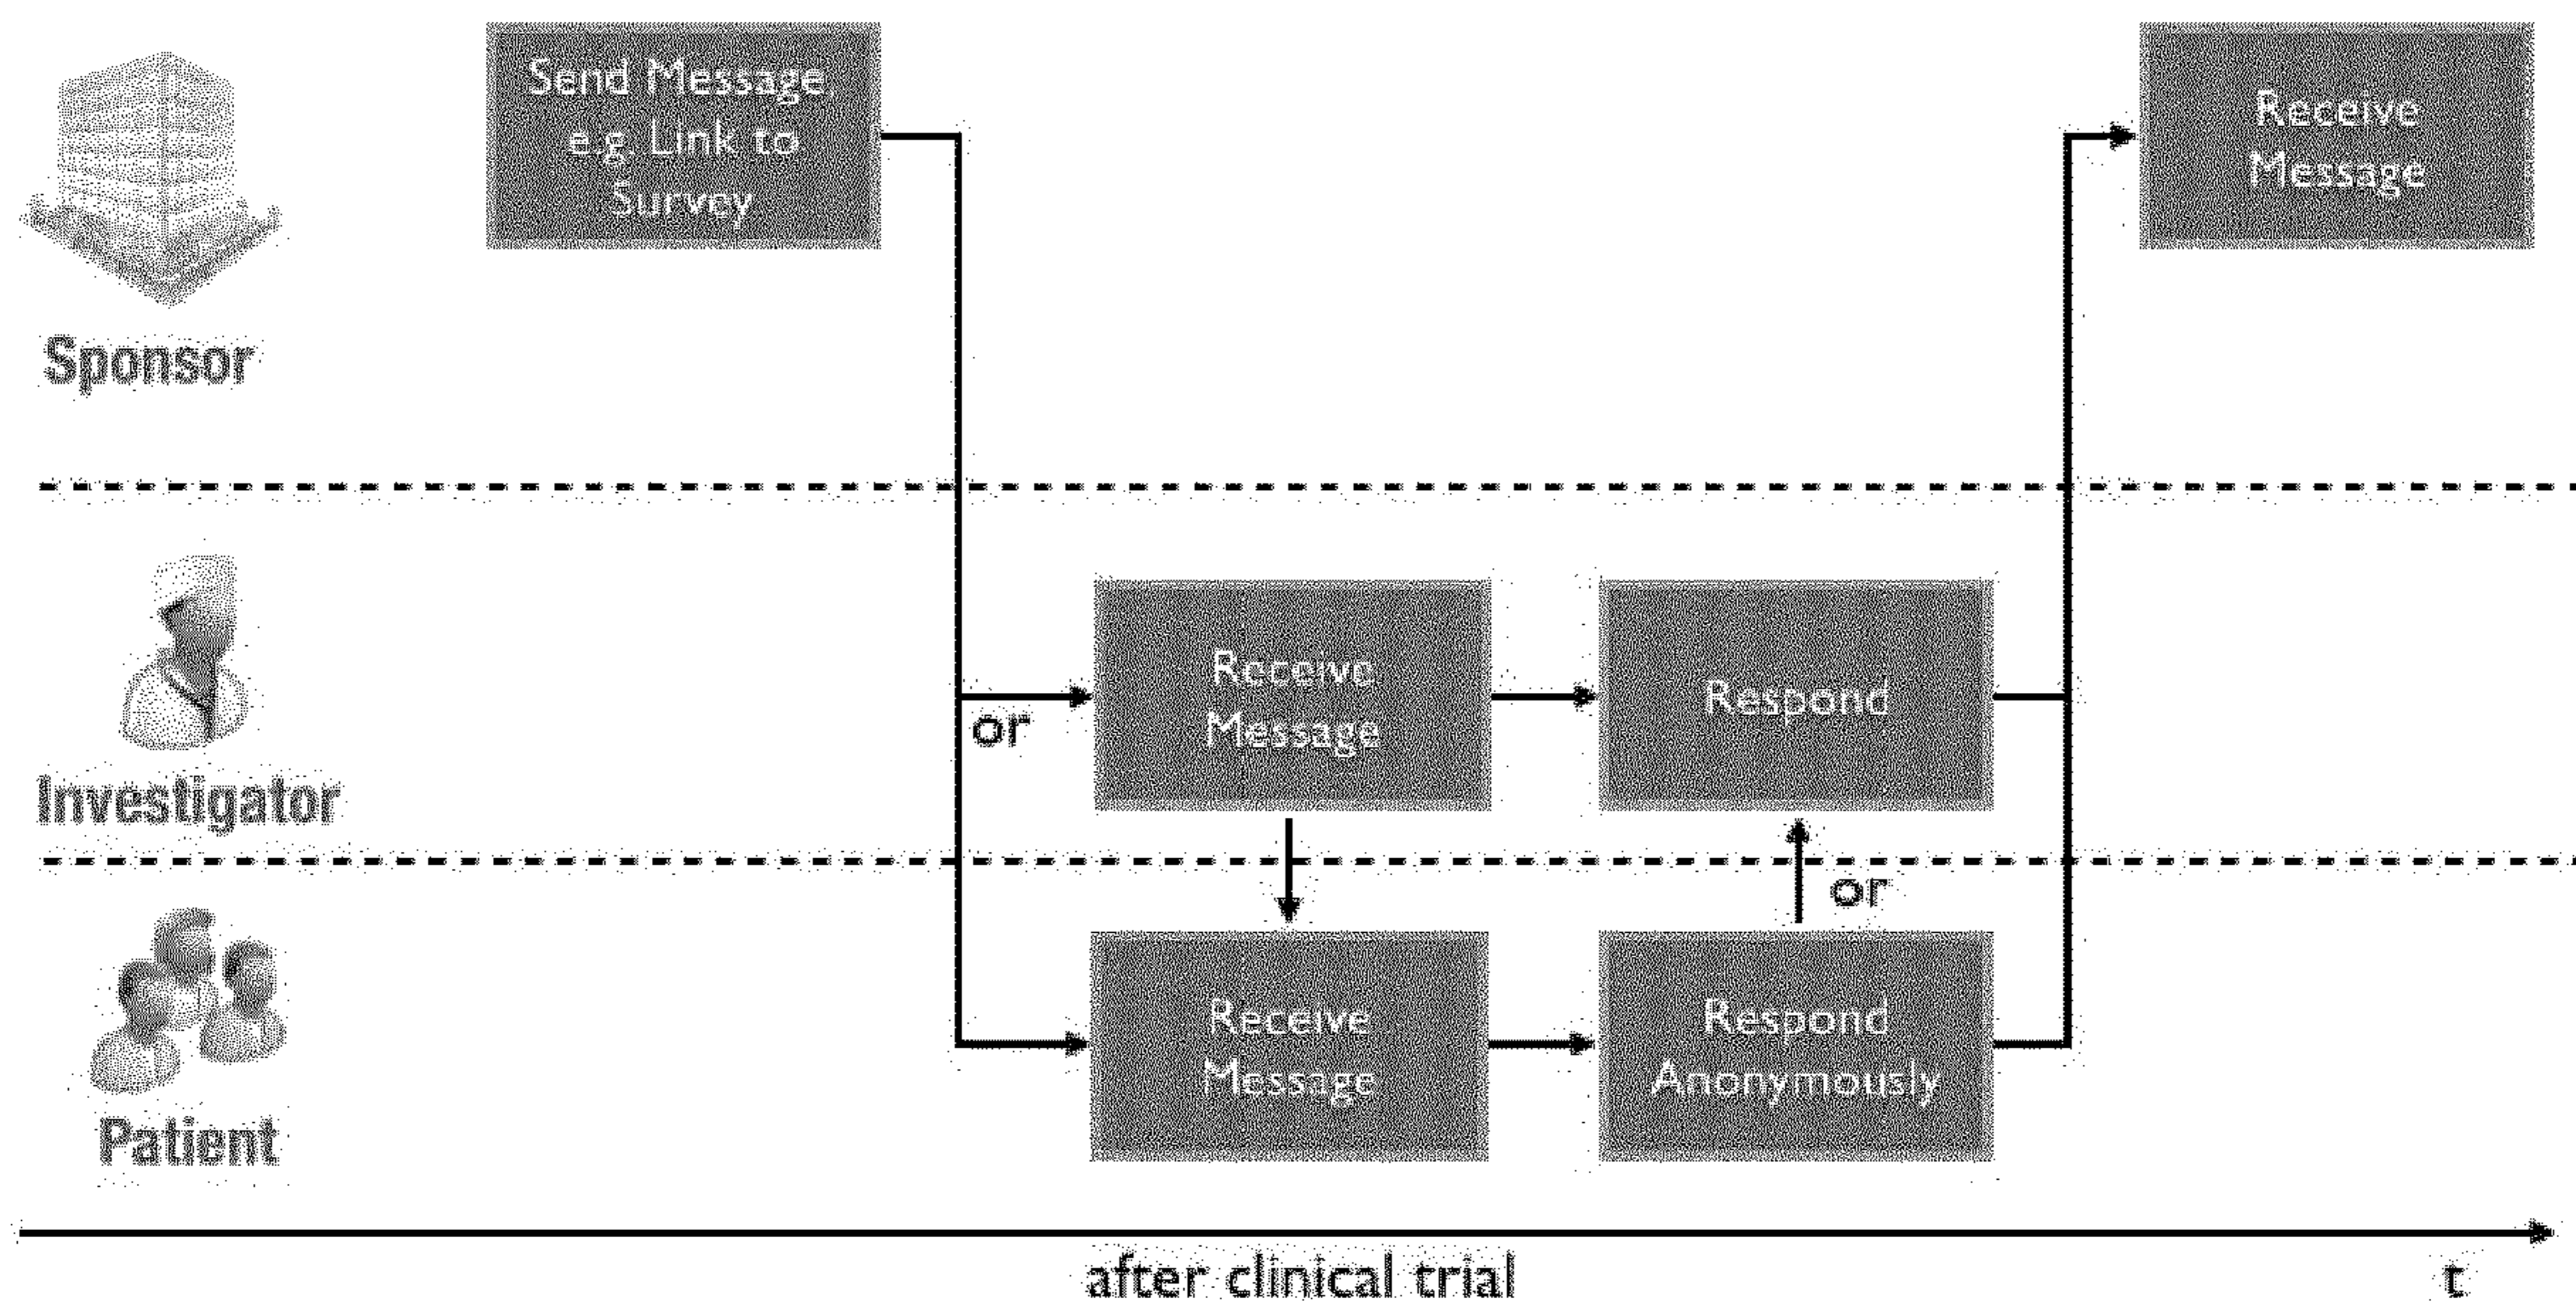 Send Message,
e.g. Link to
Survey
Receive
Message
Sponsor
Receive
Message
Respond
or
Investigator
or
Receive
Message
Respond
Anonymously
Patient
after clinical trial
t